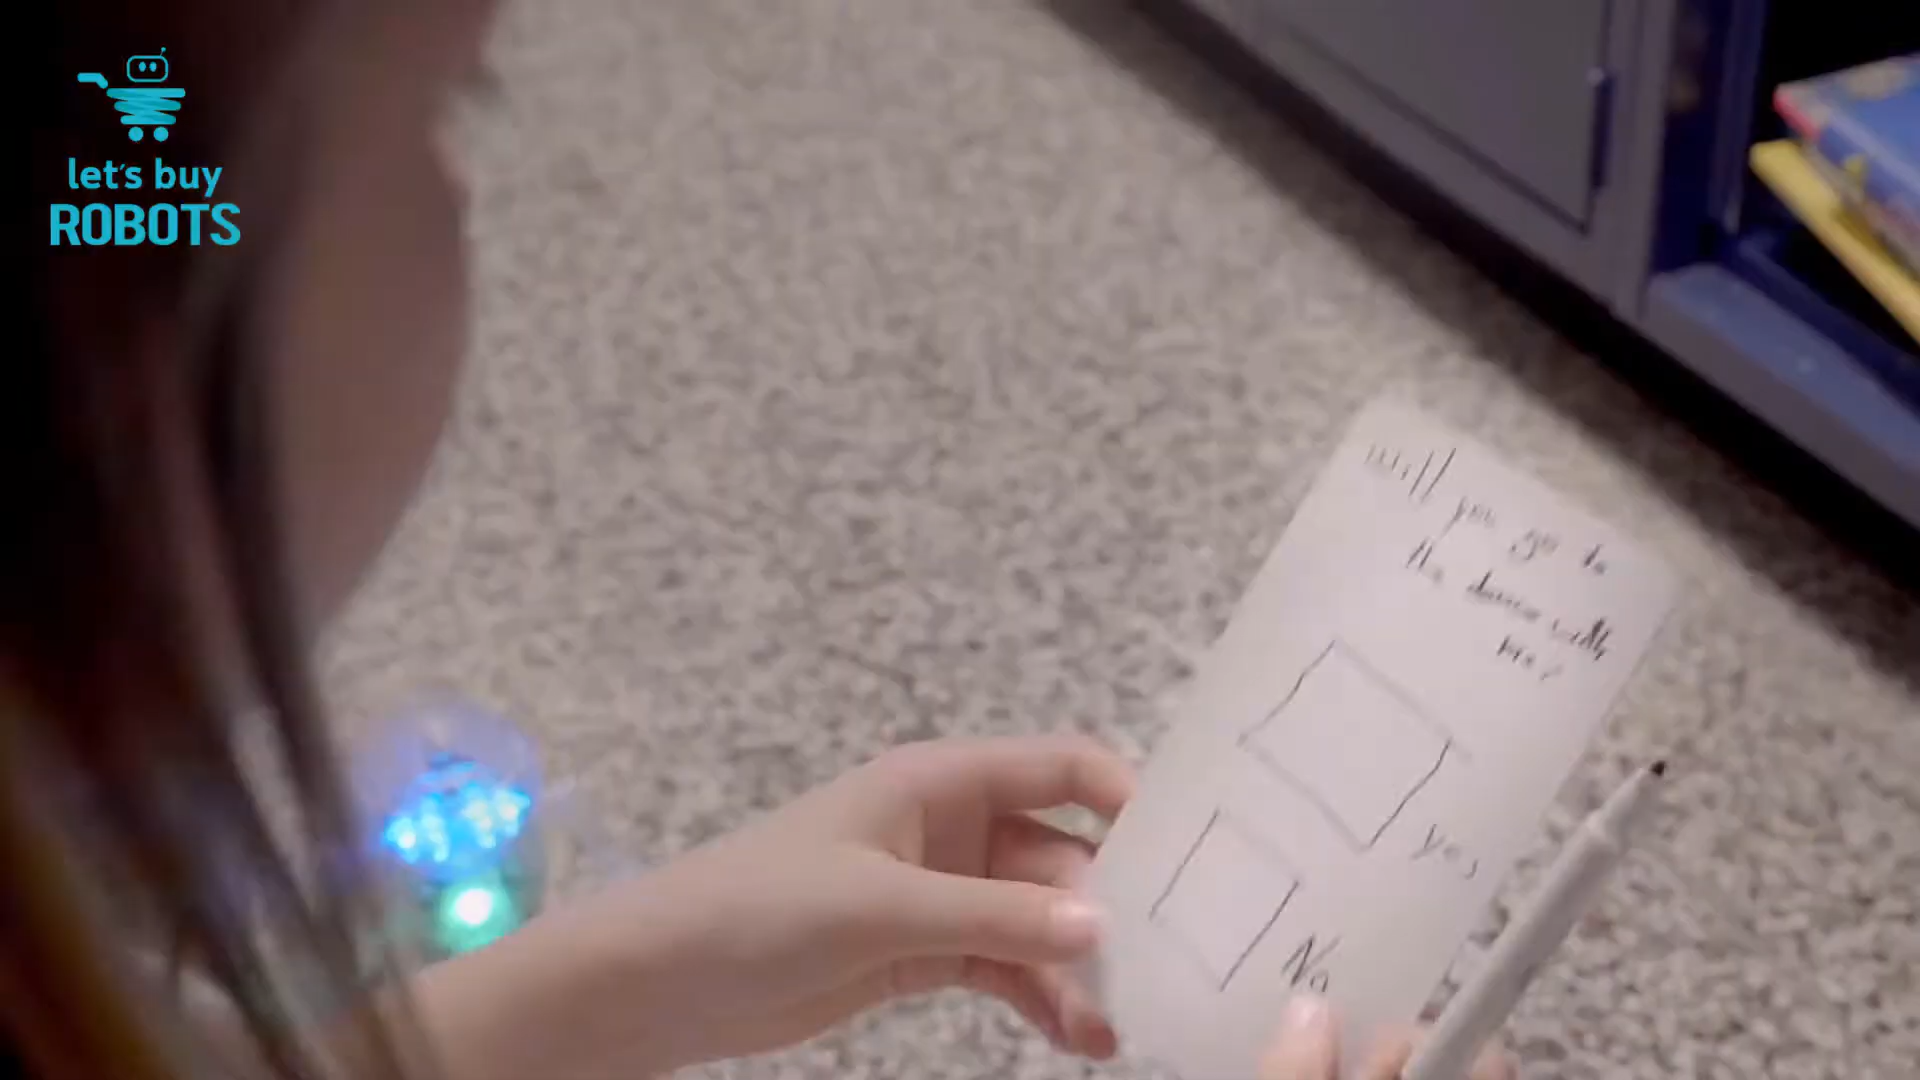 let's buy
ROBOTS
will you go to
the dance with
me?
yes
No